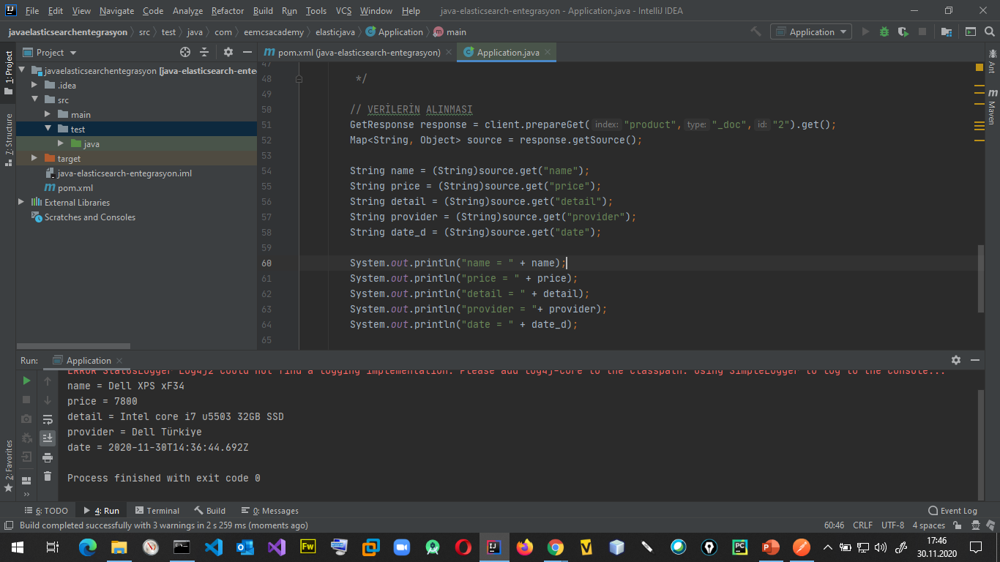 File Edit View Navigate Code Analyze Refactor Build Run Tools VCS Window Help java-elasticsearch-entegrasyon - Application.java - IntelliJ IDEA
javaelasticsearchentegrasyon src test java com eemcsacademy elasticjava Application main Application
Project
pom.xml (java-elasticsearch-entegrasyon) Application.java
1: Project
7: Structure
2: Favorites
javaelasticsearchentegrasyon [java-elasticsearch-ente
.idea
src
main
test
java
target
java-elasticsearch-entegrasyon.iml
pom.xml
External Libraries
Scratches and Consoles
47
48 */
49
50 // VERİLERİN ALINMASI
51 GetResponse response = client.prepareGet( index: "product", type: "_doc", id: "2").get();
52 Map<String, Object> source = response.getSource();
53
54 String name = (String)source.get("name");
55 String price = (String)source.get("price");
56 String detail = (String)source.get("detail");
57 String provider = (String)source.get("provider");
58 String date_d = (String)source.get("date");
59
60 System.out.println("name = " + name);
61 System.out.println("price = " + price);
62 System.out.println("detail = " + detail);
63 System.out.println("provider = "+ provider);
64 System.out.println("date = " + date_d);
65
Ant
Maven
Run: Application
ERROR StatusLogger Log4j2 could not find a logging implementation. Please add log4j-core to the classpath. Using SimpleLogger to log to the console...
name = Dell XPS xF34
price = 7800
detail = Intel core i7 u5503 32GB SSD
provider = Dell Türkiye
date = 2020-11-30T14:36:44.692Z
Process finished with exit code 0
6: TODO 4: Run Terminal Build 0: Messages Event Log
Build completed successfully with 3 warnings in 2 s 259 ms (moments ago) 60:46 CRLF UTF-8 4 spaces
17:46
30.11.2020